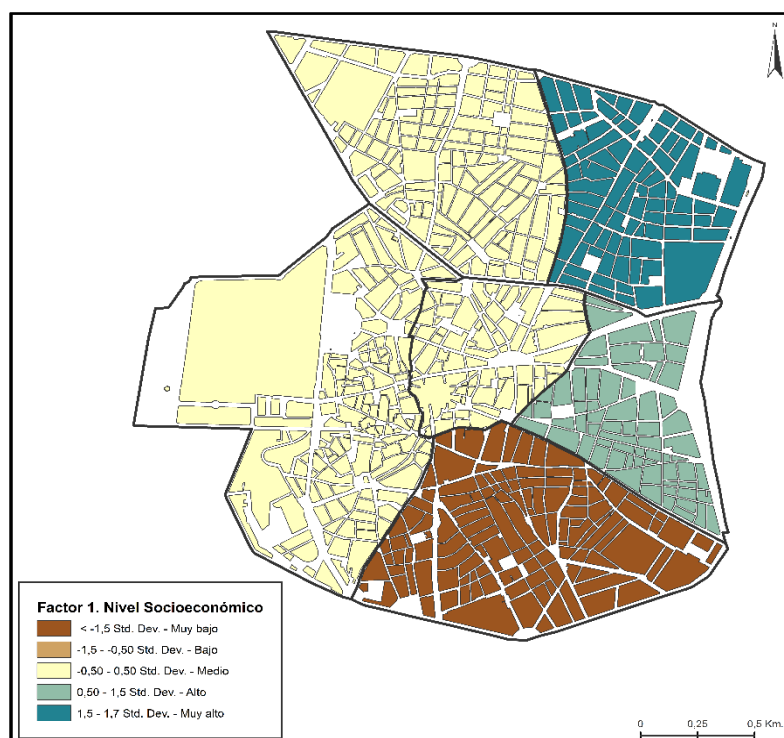 N
Factor 1. Nivel Socioeconómico
< -1,5 Std. Dev. - Muy bajo
-1,5 - -0,50 Std. Dev. - Bajo
-0,50 - 0,50 Std. Dev. - Medio
0,50 - 1,5 Std. Dev. - Alto
1,5 - 1,7 Std. Dev. - Muy alto
0 0,25 0,5 Km.